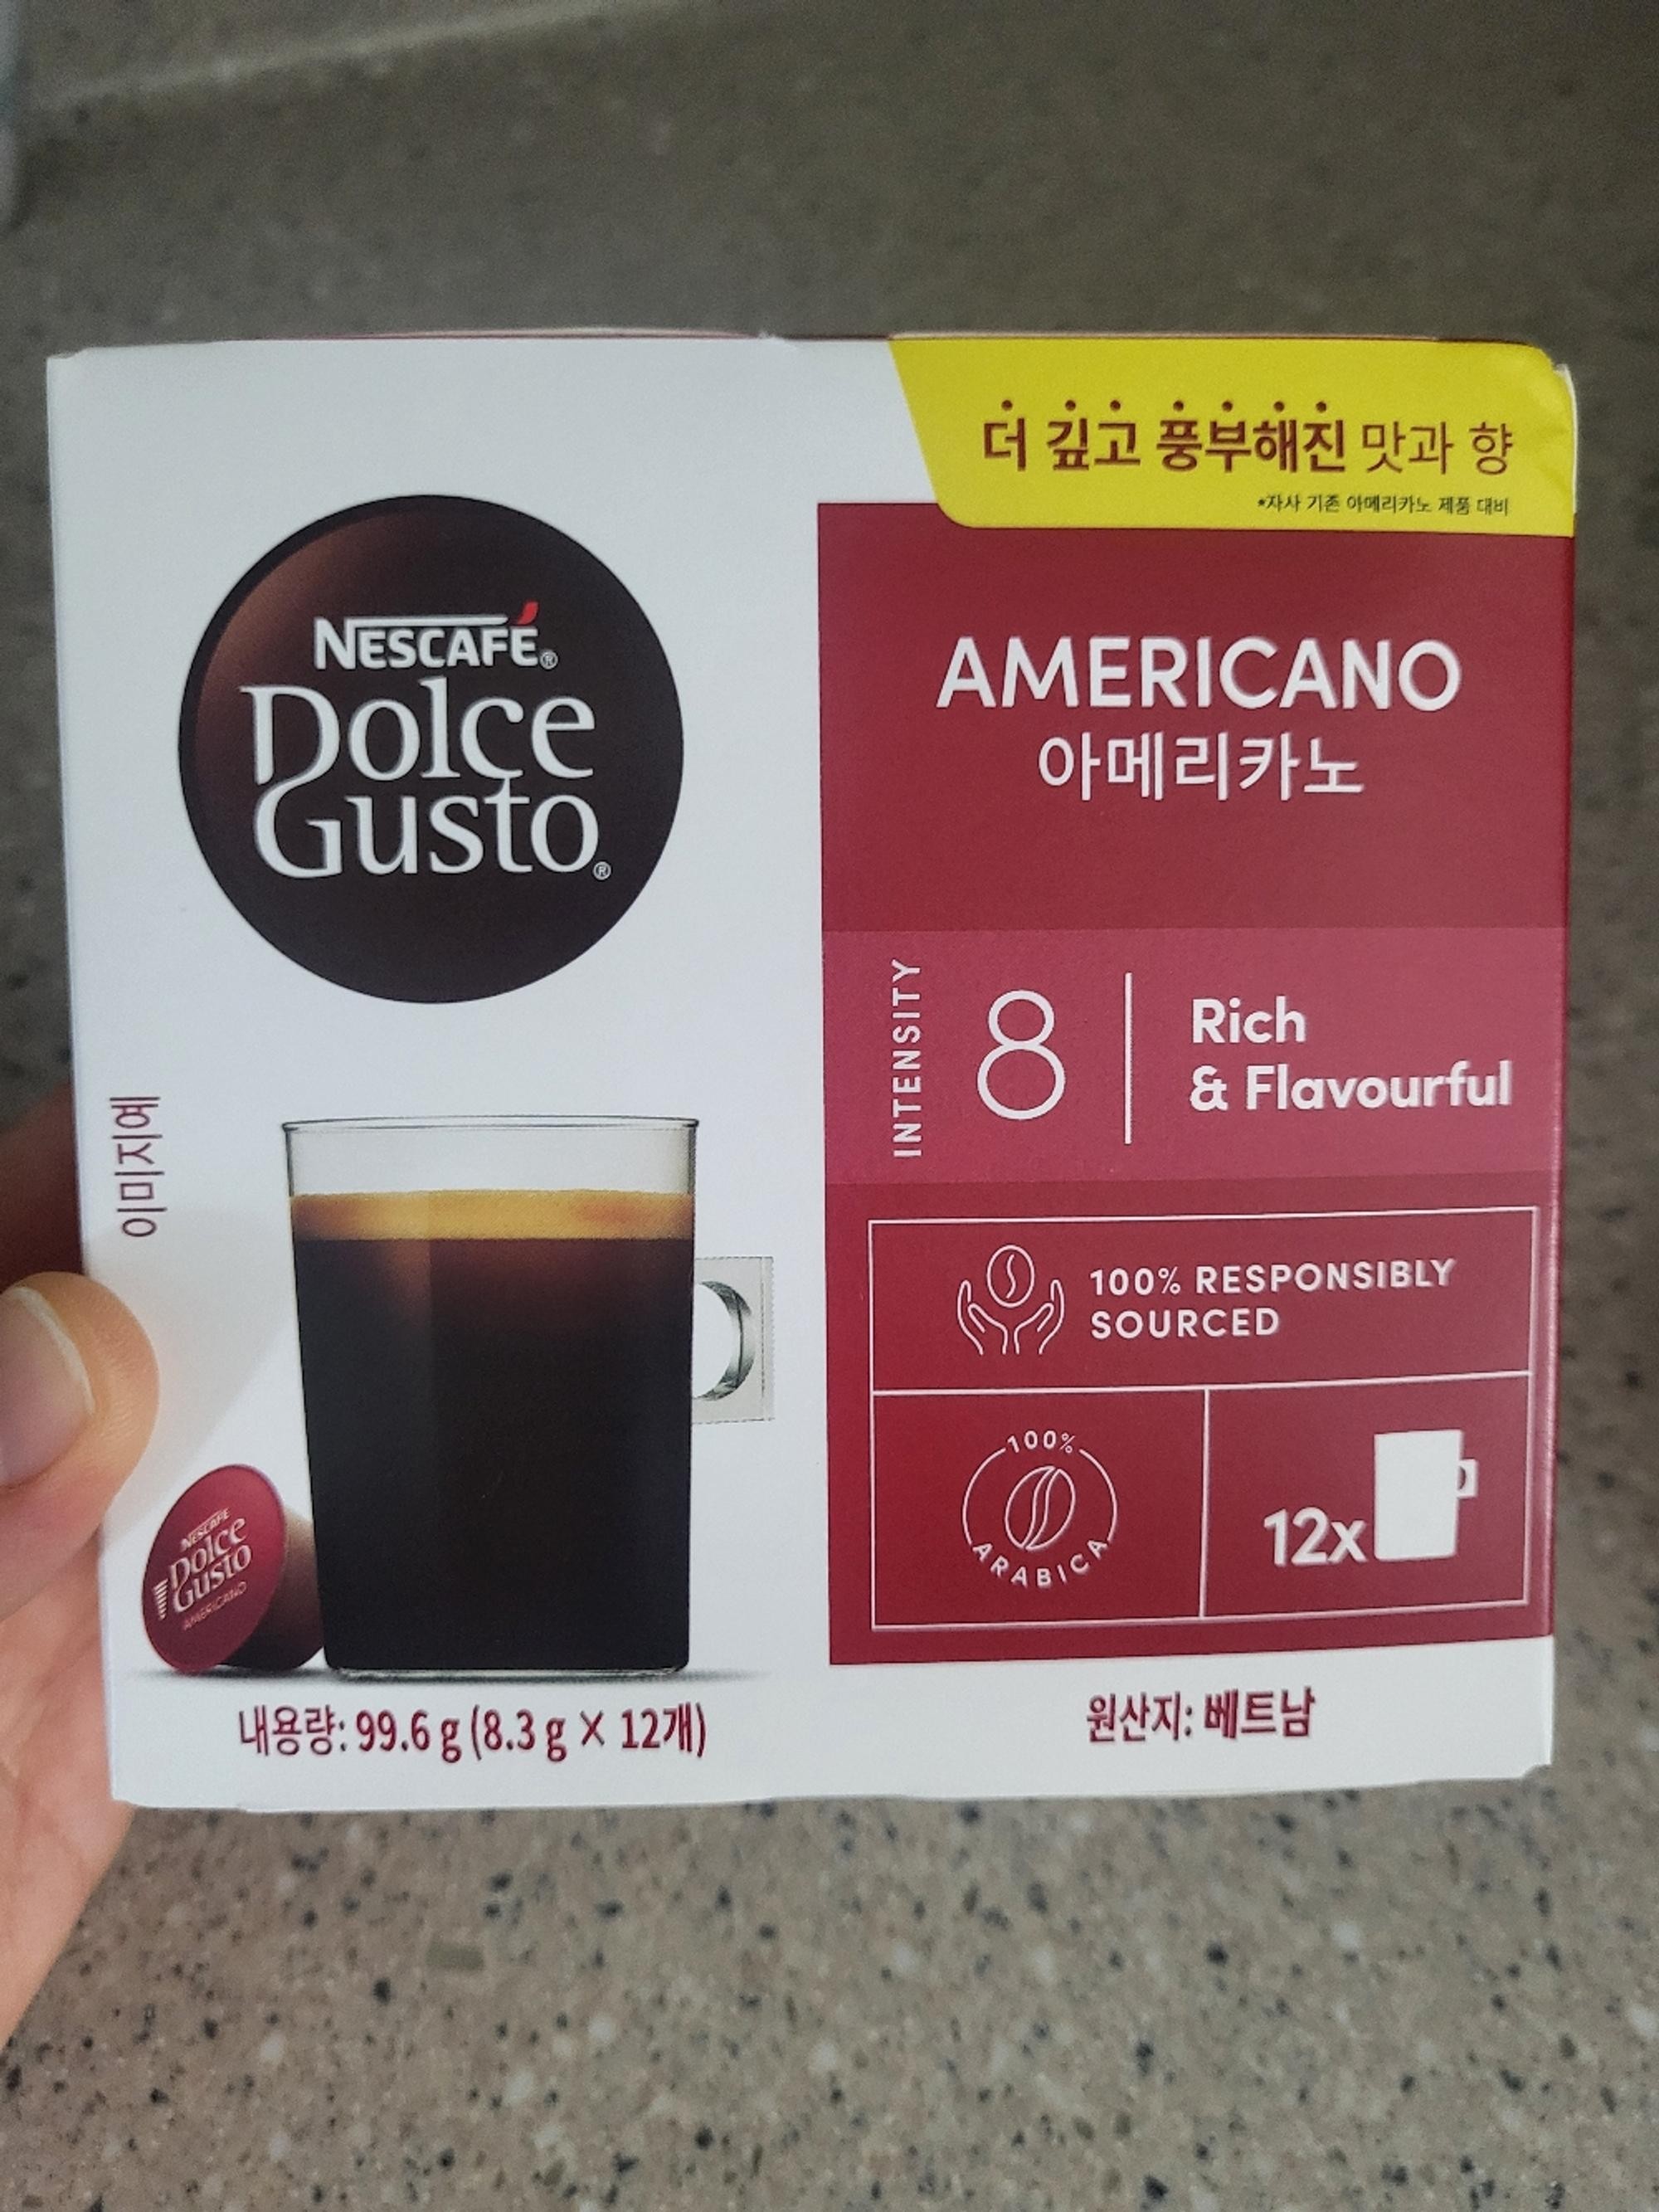 더 깊고 풍부해진 맛과 향
*자사 기존 아메리카노 제품 대비
NESCAFÉ®
Dolce
Gusto®
AMERICANO
아메리카노
INTENSITY
8
Rich
& Flavourful
이미지예
100% RESPONSIBLY
SOURCED
100%
ARABICA
12x
NESCAFÉ
Dolce
Gusto
AMERICANO
내용량: 99.6 g (8.3 g × 12개)
원산지: 베트남